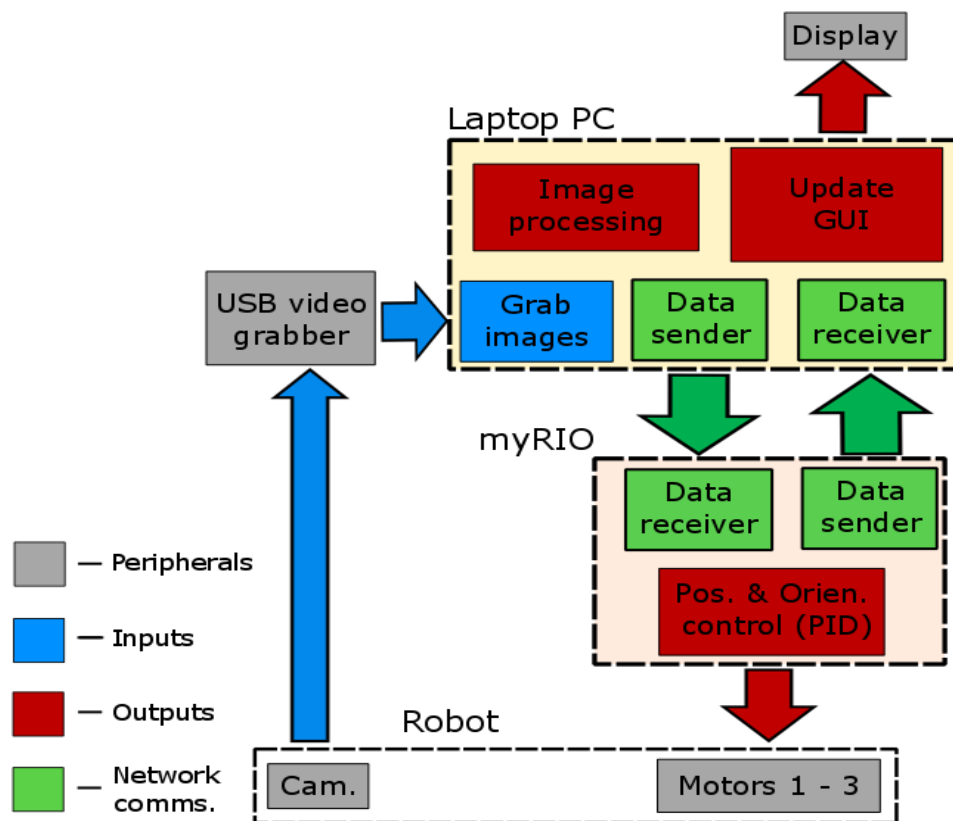 Display
Laptop PC
Image
processing
Update
GUI
USB video
grabber
Grab
images
Data
sender
Data
receiver
myRIO
Data
receiver
Data
sender
Pos. & Orien.
control (PID)
Robot
Cam.
Motors 1 - 3
— Peripherals
— Inputs
— Outputs
— Network
comms.